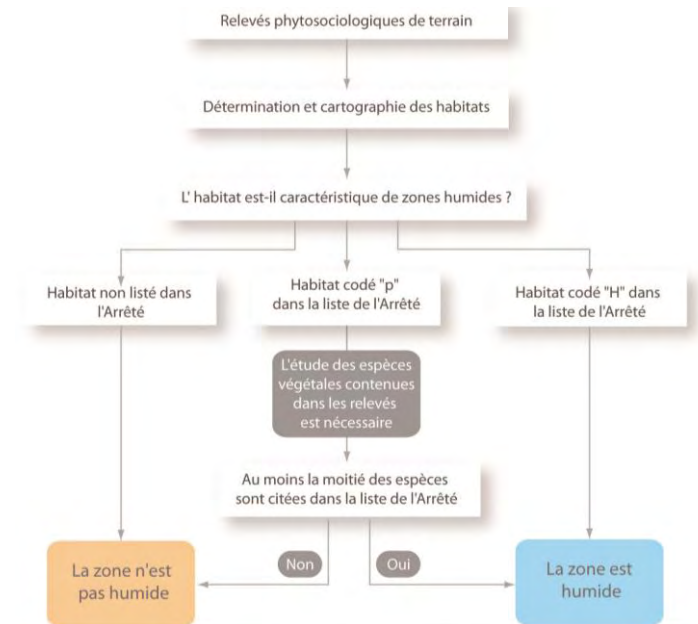 Relevés phytosociologiques de terrain
Détermination et cartographie des habitats
L' habitat est-il caractéristique de zones humides ?
Habitat non listé dans
l'Arrêté
Habitat codé "p"
dans la liste de l'Arrêté
Habitat codé "H" dans
la liste de l'Arrêté
L'étude des espèces
végétales contenues
dans les relevés
est nécessaire
Au moins la moitié des espèces
sont citées dans la liste de l'Arrêté
Non
Oui
La zone n'est
pas humide
La zone est
humide